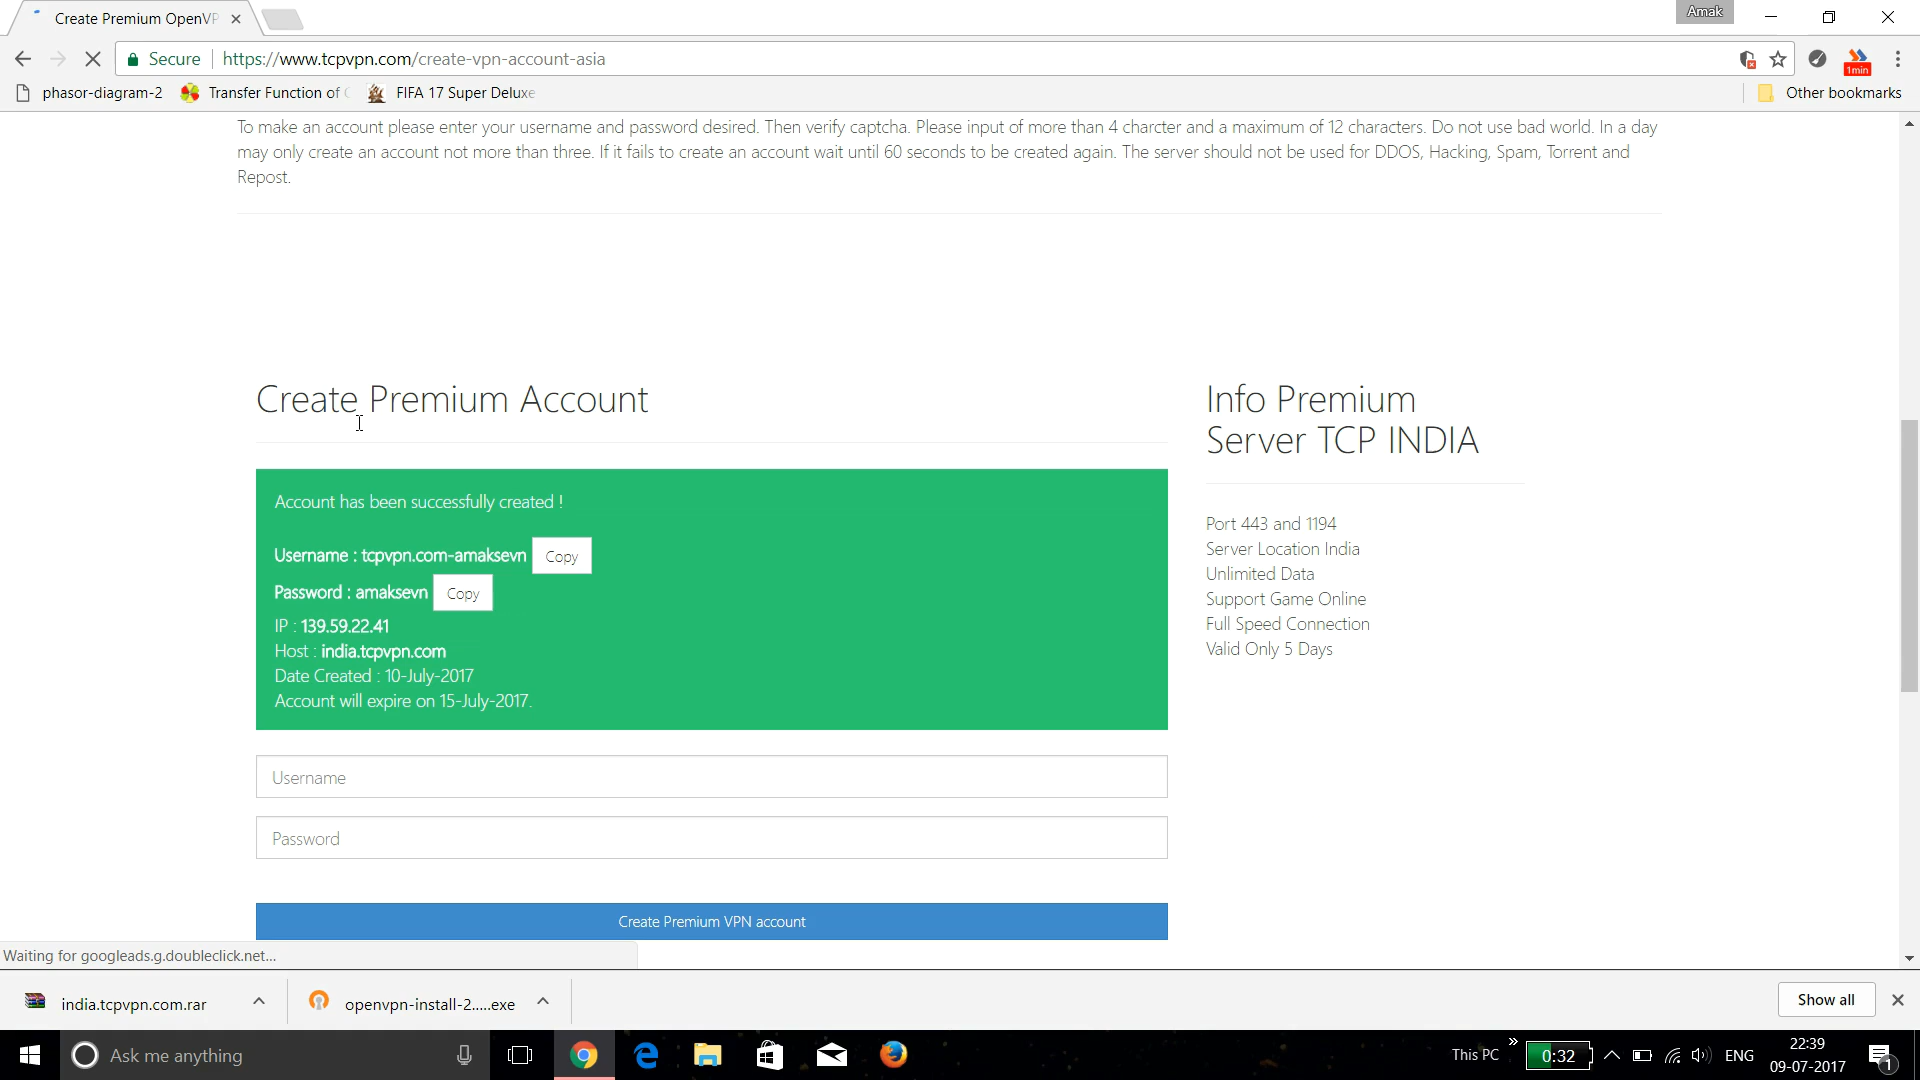 Create Premium OpenVP
Amak
Secure
https://www.tcpvpn.com/create-vpn-account-asia
1min
phasor-diagram-2
Transfer Function of
FIFA 17 Super Deluxe
Other bookmarks
To make an account please enter your username and password desired. Then verify captcha. Please input of more than 4 charcter and a maximum of 12 characters. Do not use bad world. In a day
may only create an account not more than three. If it fails to create an account wait until 60 seconds to be created again. The server should not be used for DDOS, Hacking, Spam, Torrent and
Repost.
Create Premium Account
Account has been successfully created !
Username : tcpvpn.com-amaksevn Copy
Password : amaksevn Copy
IP : 139.59.22.41
Host : india.tcpvpn.com
Date Created : 10-July-2017
Account will expire on 15-July-2017.
Username
Password
Create Premium VPN account
Info Premium
Server TCP INDIA
Port 443 and 1194
Server Location India
Unlimited Data
Support Game Online
Full Speed Connection
Valid Only 5 Days
Waiting for googleads.g.doubleclick.net...
india.tcpvpn.com.rar
openvpn-install-2.....exe
Show all
Ask me anything
This PC
0:32
ENG
22:39
09-07-2017
1